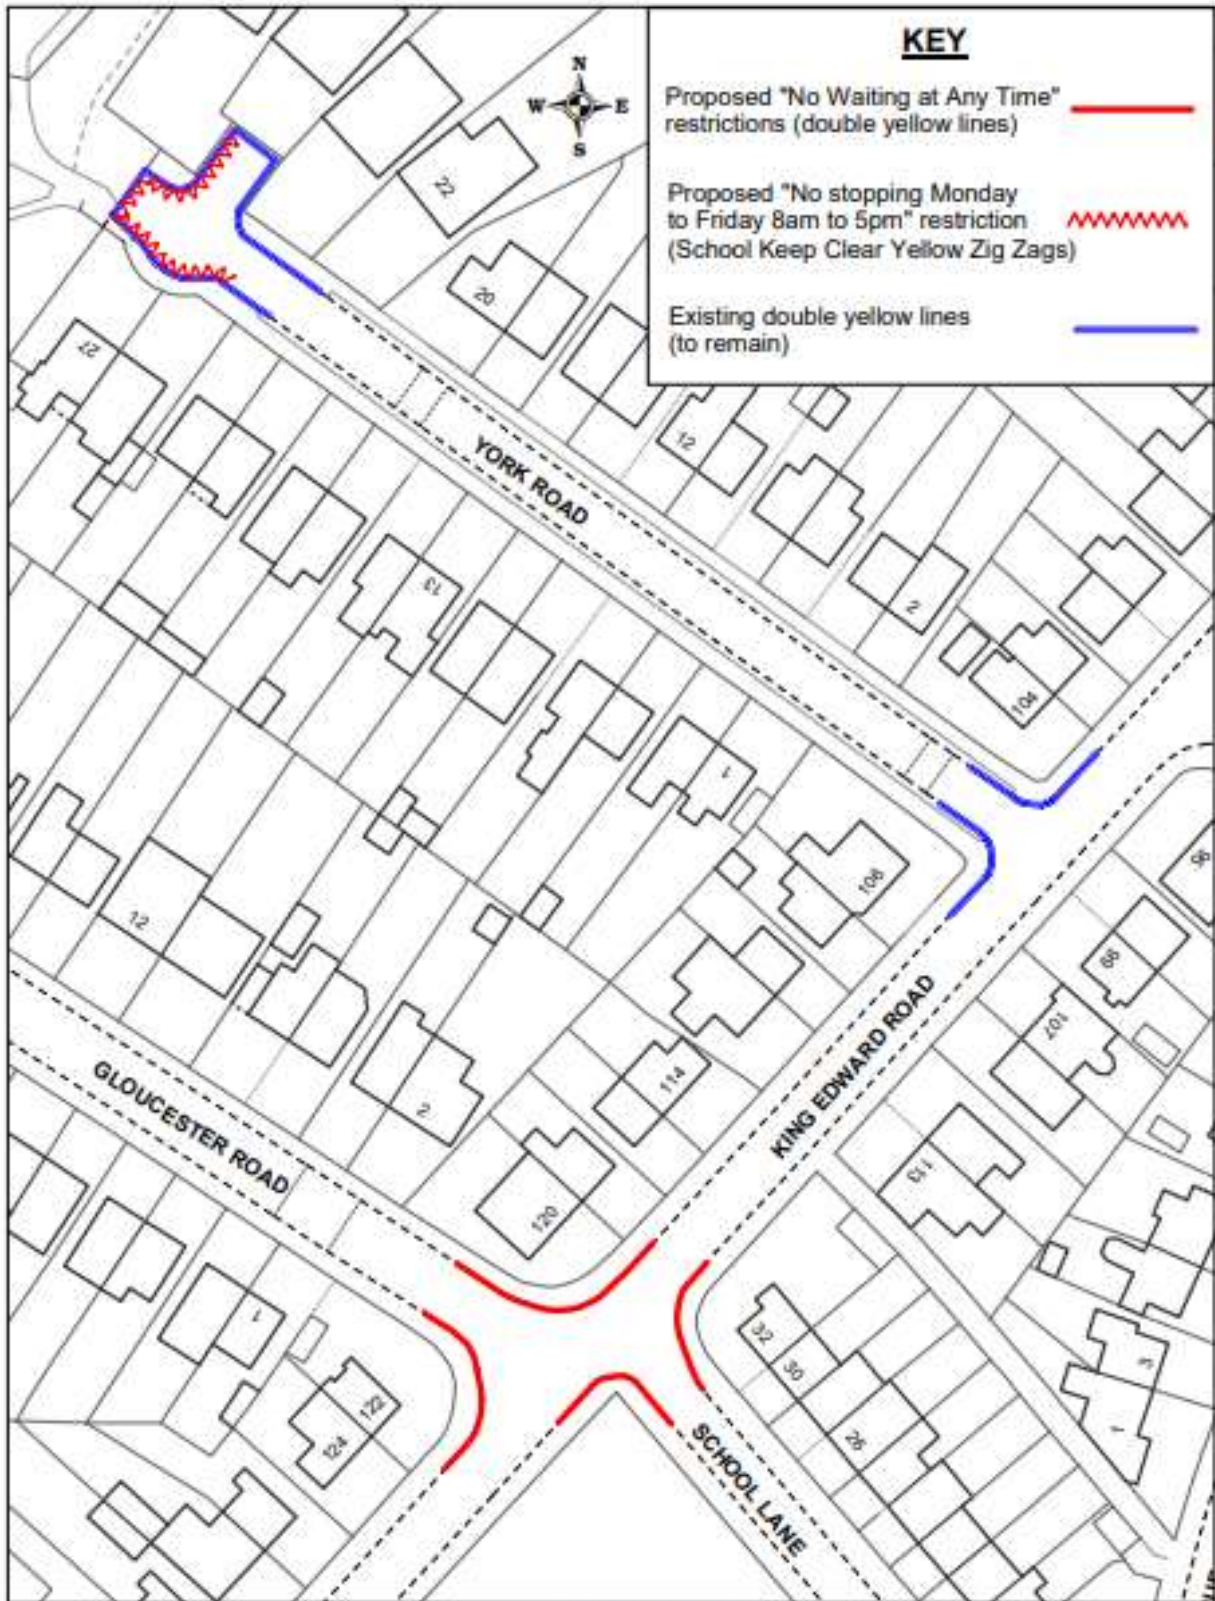 KEY
Proposed "No Waiting at Any Time"
restrictions (double yellow lines)
Proposed "No stopping Monday
to Friday 8am to 5pm" restriction
(School Keep Clear Yellow Zig Zags)
Existing double yellow lines
(to remain)
N
W E
S
22
20
27
12
YORK ROAD
13
2
104
1
106
96
12
99
107
KING EDWARD ROAD
GLOUCESTER ROAD
2
114
113
120
1
32
30
3
122
124
26
1
SCHOOL LANE